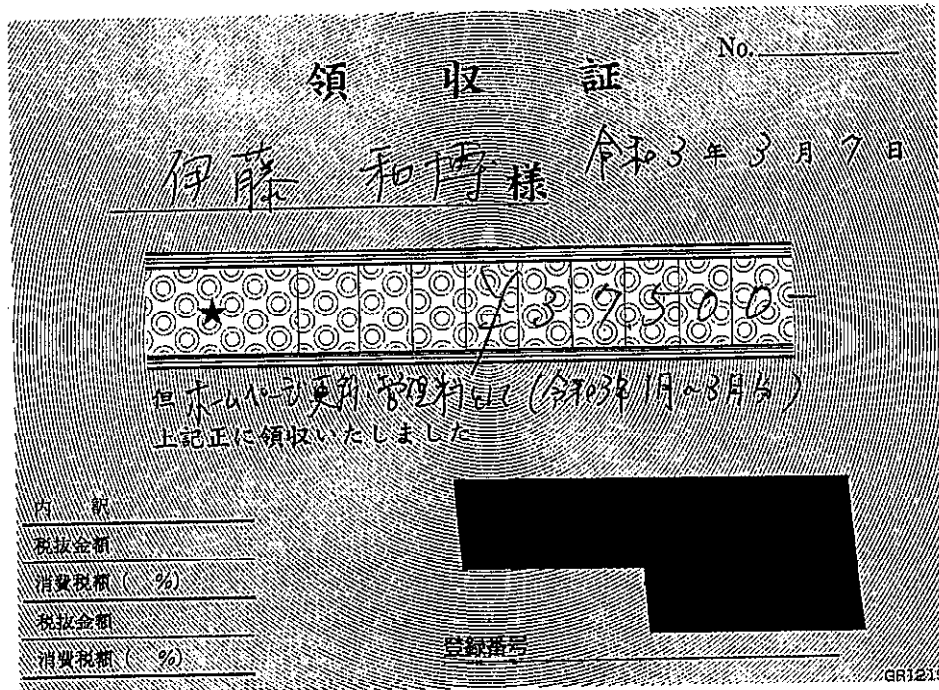 No.
領収証
伊藤 和博 様 令和3年3月7日
★ ¥37,500-
但 ホームページ更新・管理料として(令和3年1月~3月分)
上記正に領収いたしました
内 訳
税抜金額
消費税額( %)
税抜金額
消費税額( %)
登録番号
GR121